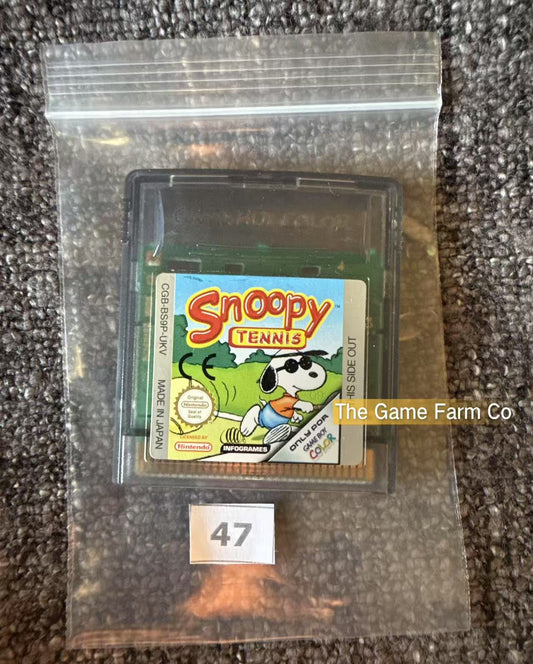 GAME BOY COLOR
Snoopy
TM
TENNIS
CGB-BS9P-UKV
MADE IN JAPAN
THIS SIDE OUT
CE
Original
Nintendo
Seal of
Quality
LICENSED BY
Nintendo
INFOGRAMES
ONLY FOR
GAME BOY
COLOR
The Game Farm Co
47